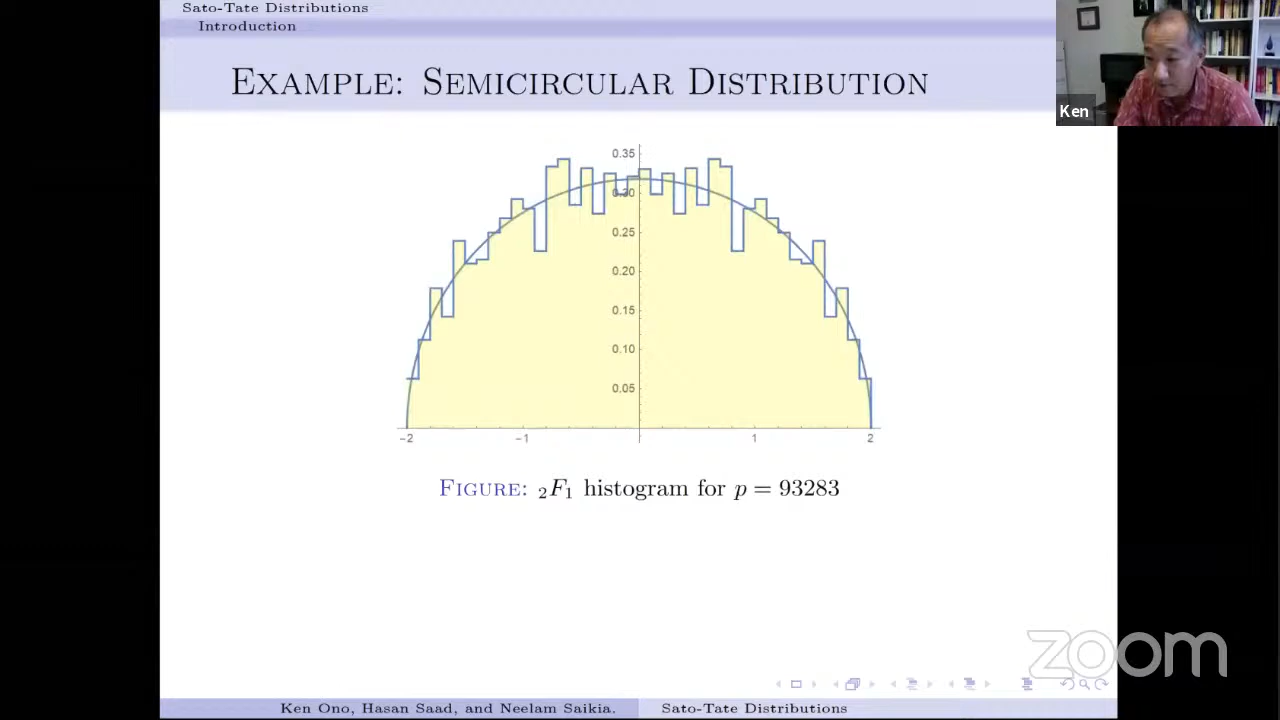 Sato-Tate Distributions
Introduction
EXAMPLE: SEMICIRCULAR DISTRIBUTION
Ken
0.35
0.30
0.25
0.20
0.15
0.10
0.05
-2 -1 1 2
FIGURE: ₂F₁ histogram for p = 93283
zoom
Ken Ono, Hasan Saad, and Neelam Saikia. Sato-Tate Distributions